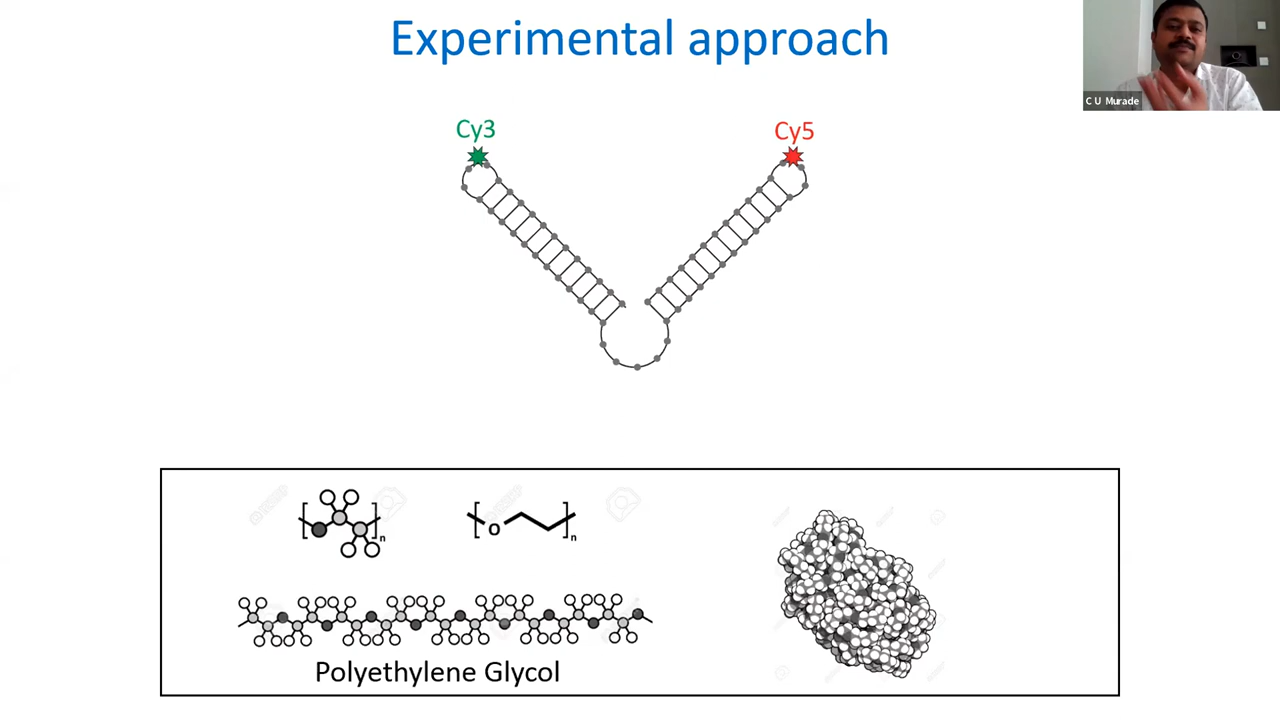 Experimental approach
C U Murade
Cy3
Cy5
n
O
n
Polyethylene Glycol